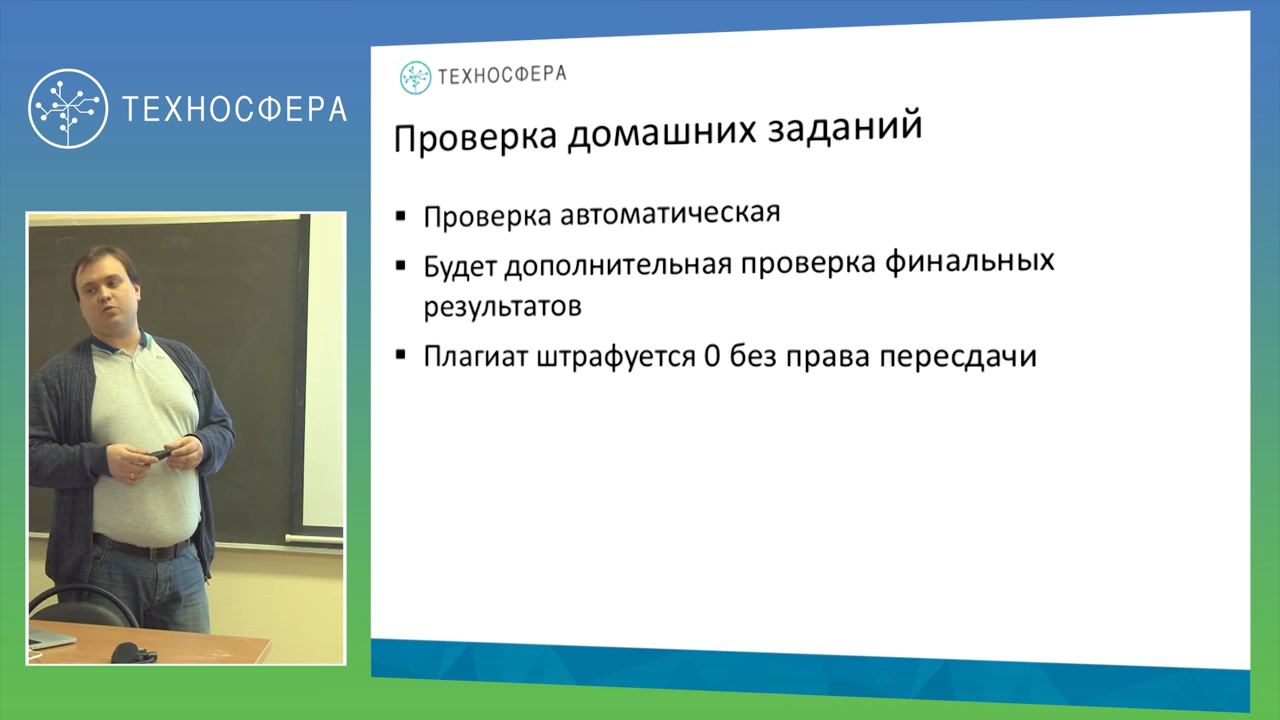 ТЕХНОСФЕРА
ТЕХНОСФЕРА
Проверка домашних заданий
▪ Проверка автоматическая
▪ Будет дополнительная проверка финальных
результатов
▪ Плагиат штрафуется 0 без права пересдачи